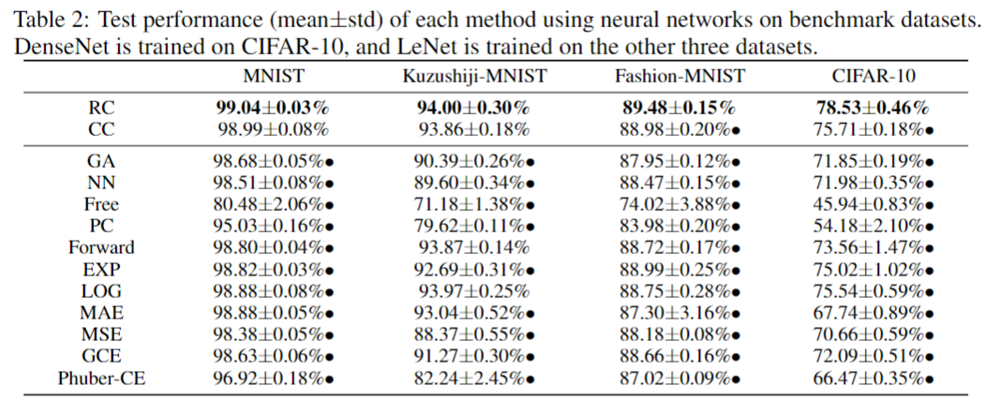 Table 2: Test performance (mean±std) of each method using neural networks on benchmark datasets.
DenseNet is trained on CIFAR-10, and LeNet is trained on the other three datasets.
MNIST Kuzushiji-MNIST Fashion-MNIST CIFAR-10
RC 99.04±0.03% 94.00±0.30% 89.48±0.15% 78.53±0.46%
CC 98.99±0.08% 93.86±0.18% 88.98±0.20%● 75.71±0.18%●
GA 98.68±0.05%● 90.39±0.26%● 87.95±0.12%● 71.85±0.19%●
NN 98.51±0.08%● 89.60±0.34%● 88.47±0.15%● 71.98±0.35%●
Free 80.48±2.06%● 71.18±1.38%● 74.02±3.88%● 45.94±0.83%●
PC 95.03±0.16%● 79.62±0.11%● 83.98±0.20%● 54.18±2.10%●
Forward 98.80±0.04%● 93.87±0.14% 88.72±0.17%● 73.56±1.47%●
EXP 98.82±0.03%● 92.69±0.31%● 88.99±0.25%● 75.02±1.02%●
LOG 98.88±0.08%● 93.97±0.25% 88.75±0.28%● 75.54±0.59%●
MAE 98.88±0.05%● 93.04±0.52%● 87.30±3.16%● 67.74±0.89%●
MSE 98.38±0.05%● 88.37±0.55%● 88.18±0.08%● 70.66±0.59%●
GCE 98.63±0.06%● 91.27±0.30%● 88.66±0.16%● 72.09±0.51%●
Phuber-CE 96.92±0.18%● 82.24±2.45%● 87.02±0.09%● 66.47±0.35%●